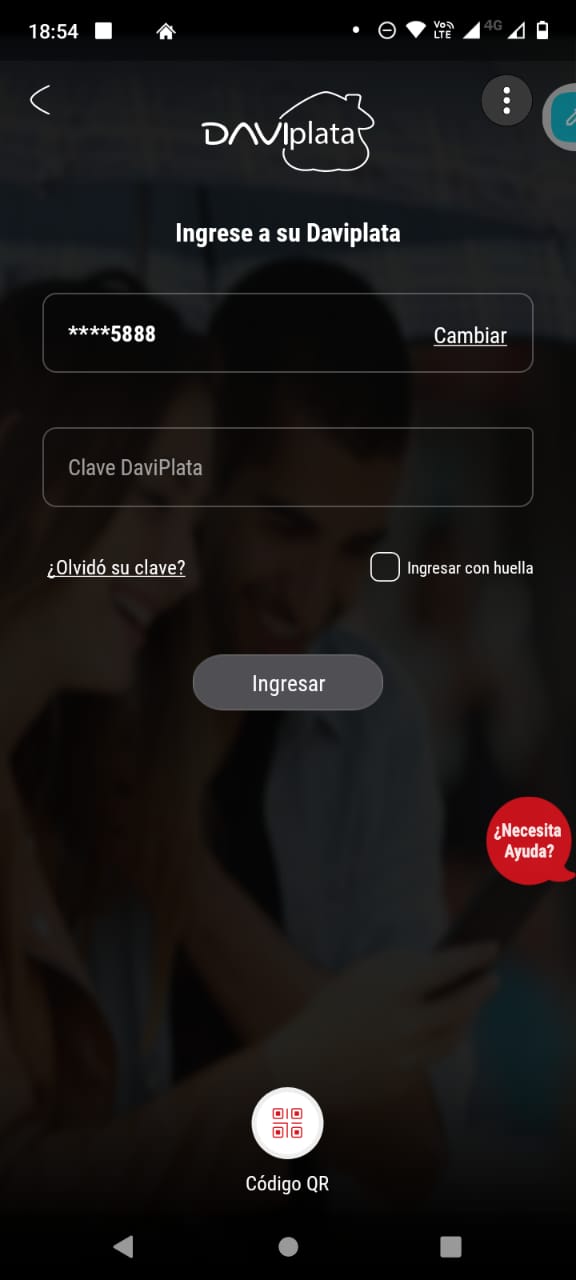 18:54
Vo LTE
4G
DAVIplata
Ingrese a su Daviplata
****5888
Cambiar
Clave DaviPlata
¿Olvidó su clave?
Ingresar con huella
Ingresar
¿Necesita
Ayuda?
Código QR